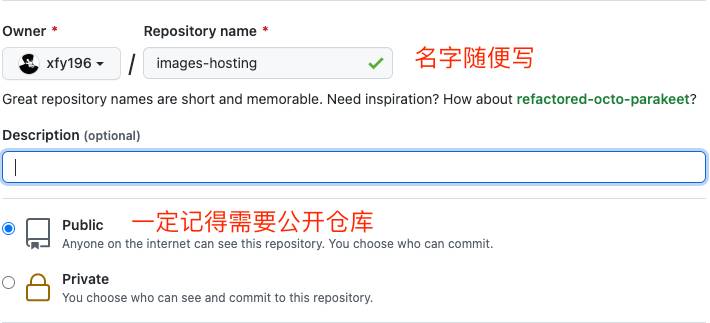 Owner * Repository name *
xfy196 / images-hosting 名字随便写
Great repository names are short and memorable. Need inspiration? How about refactored-octo-parakeet?
Description (optional)
Public 一定记得需要公开仓库
Anyone on the internet can see this repository. You choose who can commit.
Private
You choose who can see and commit to this repository.